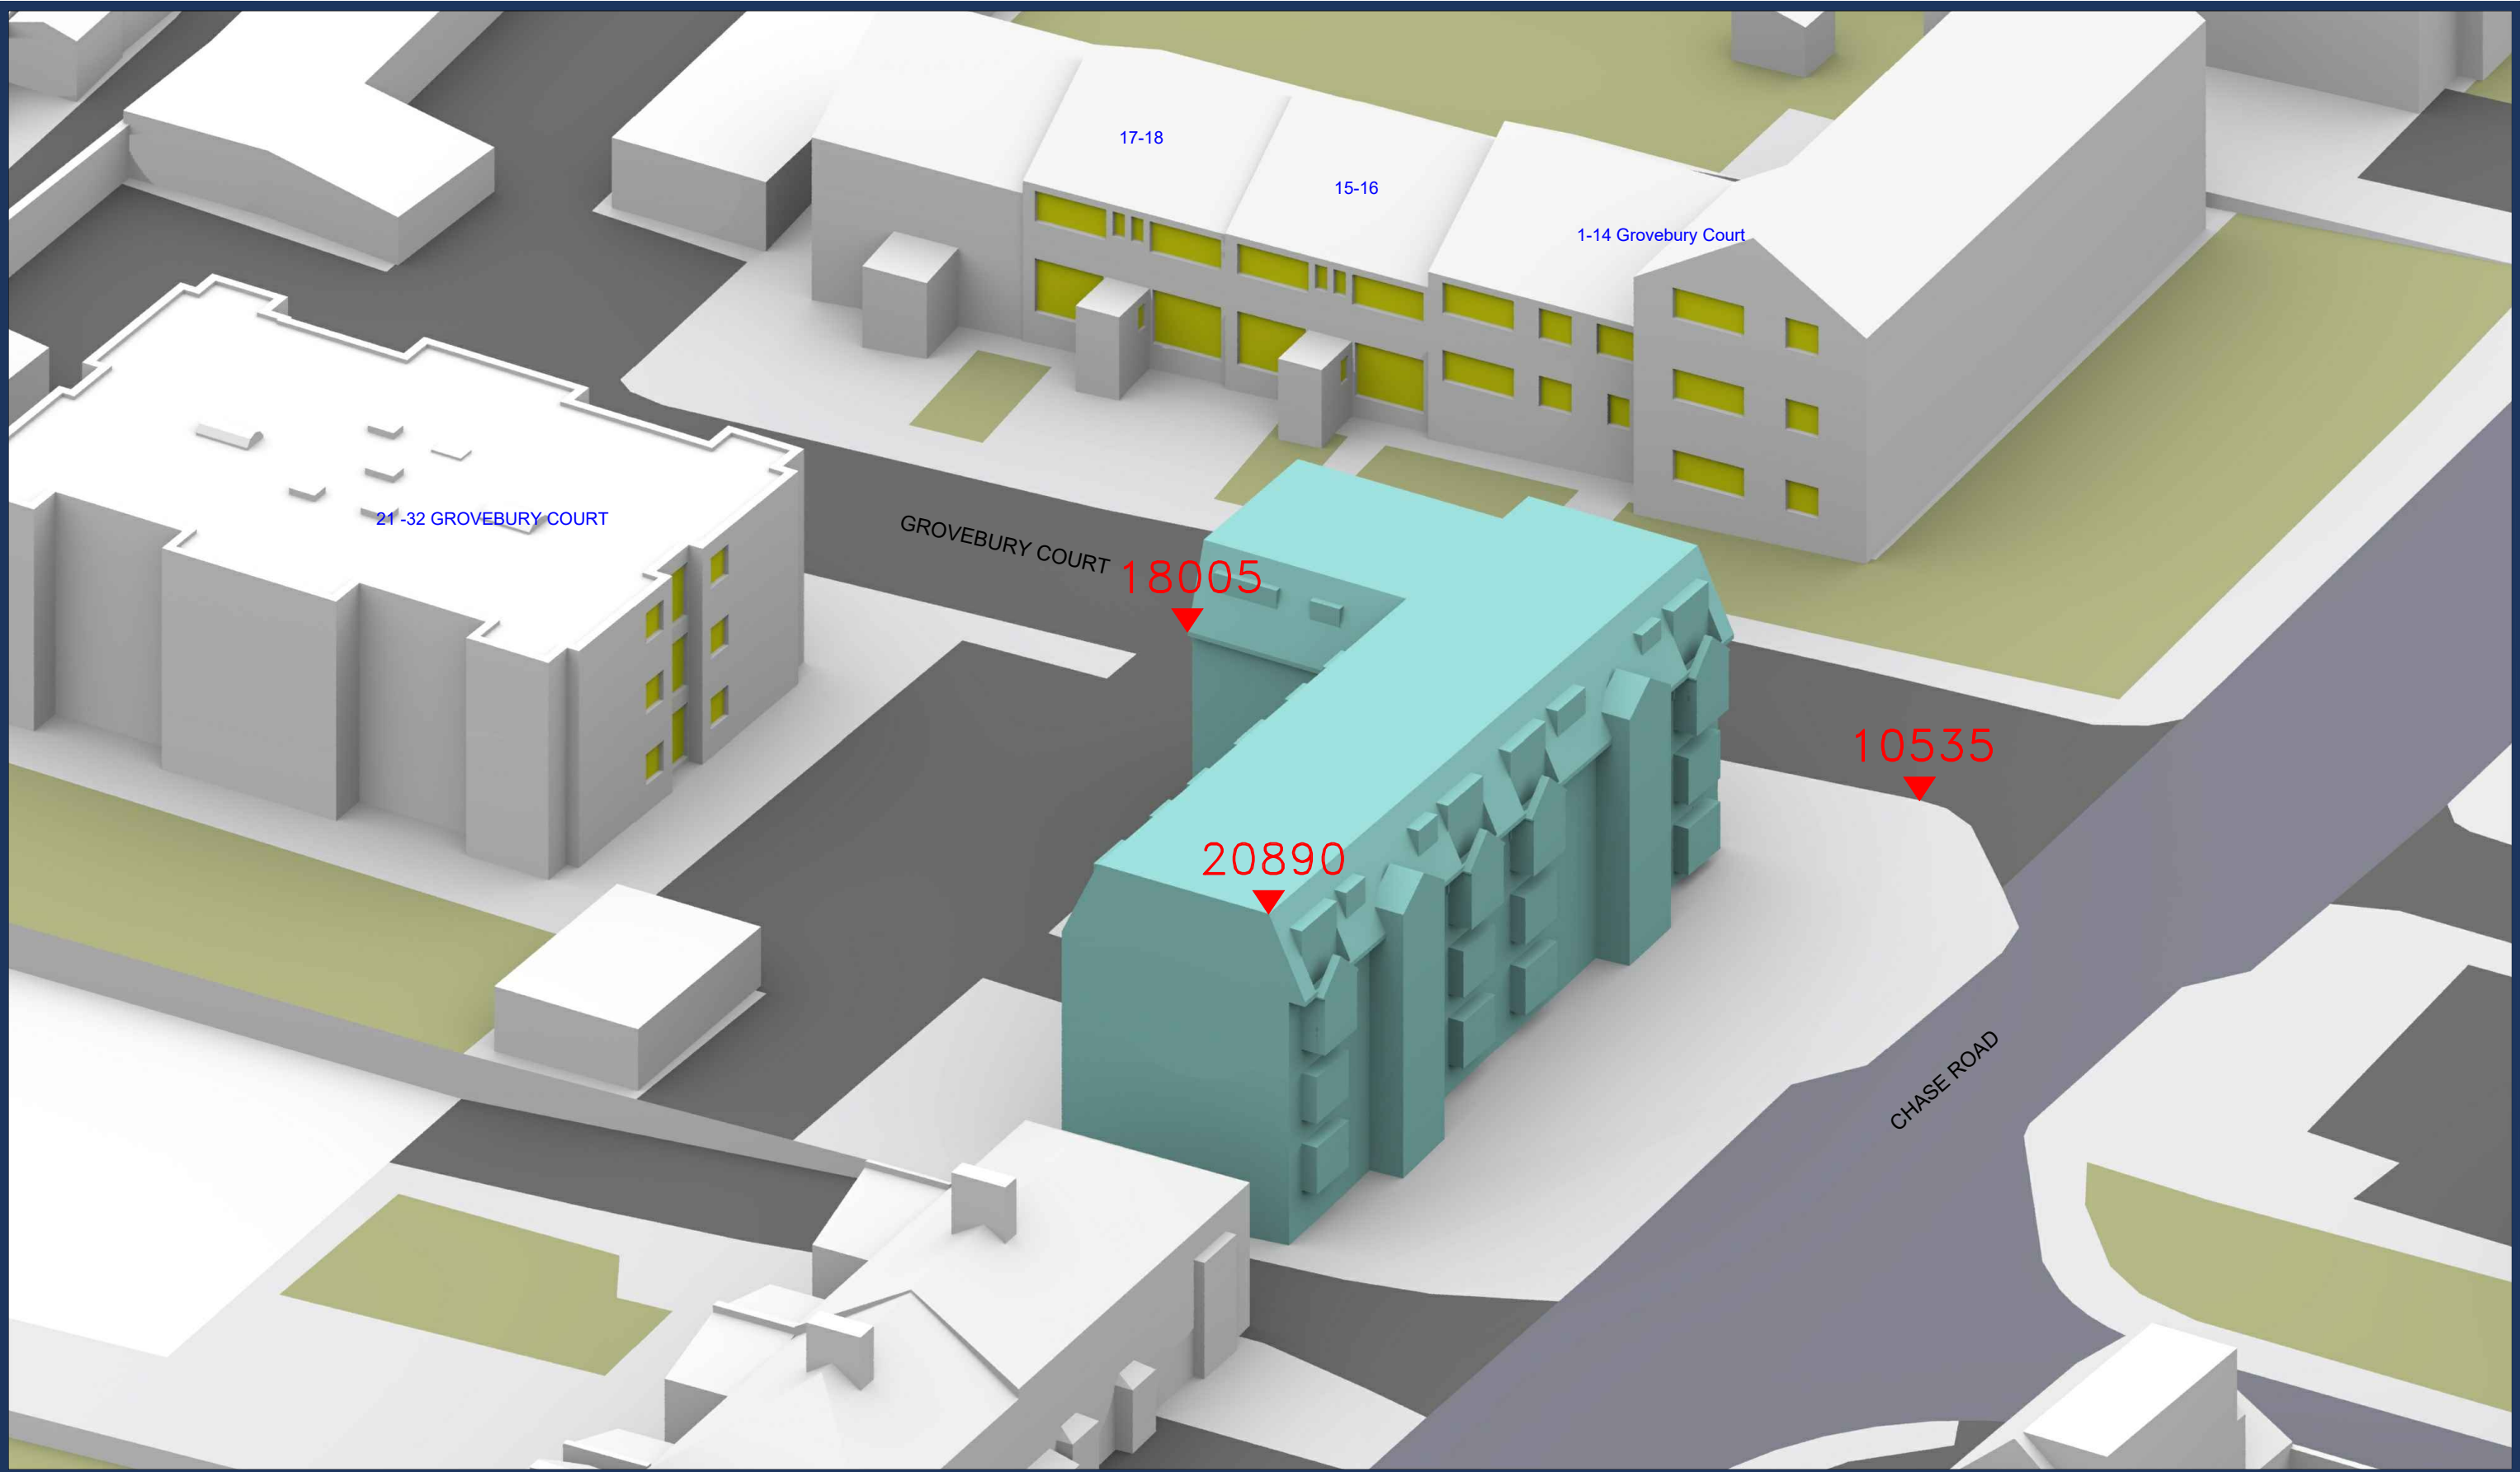 17-18
15-16
1-14 Grovebury Court
21 -32 GROVEBURY COURT
GROVEBURY COURT
18005
10535
20890
CHASE ROAD